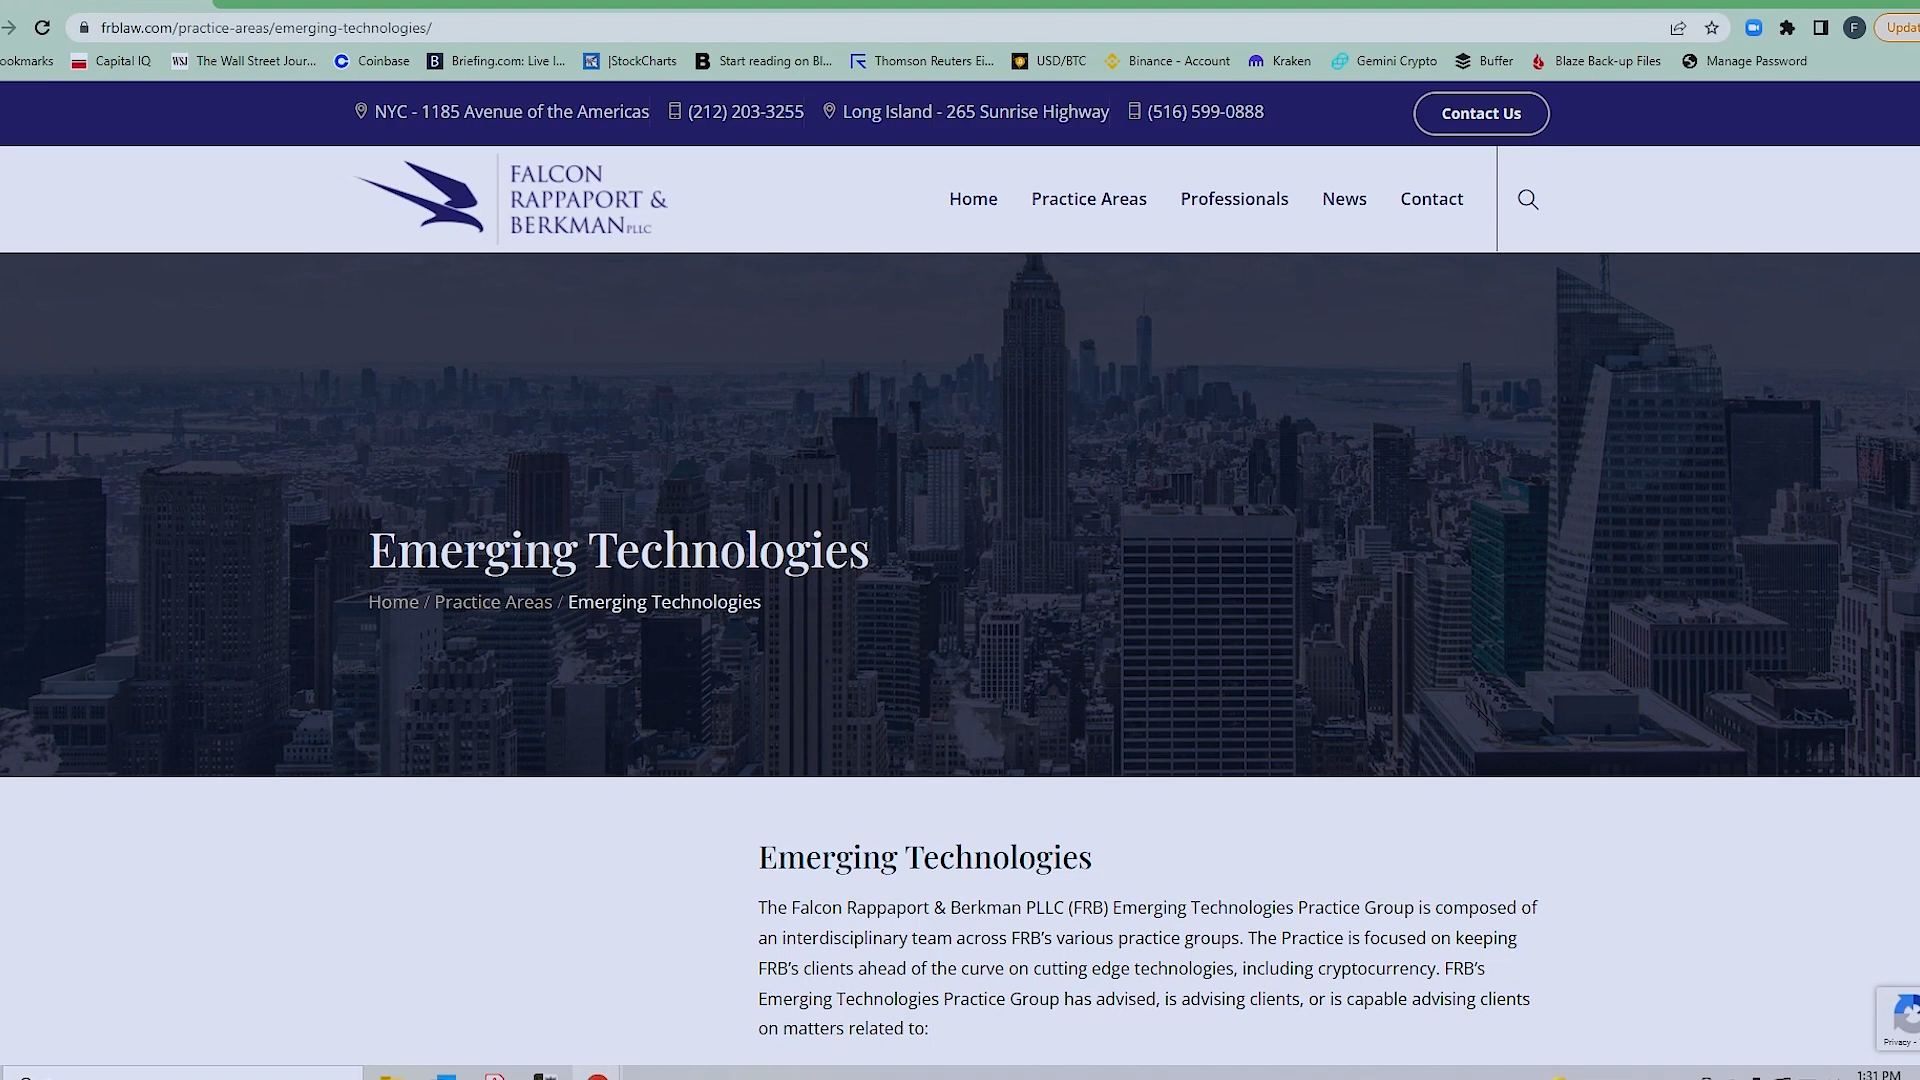 frblaw.com/practice-areas/emerging-technologies/
F
Updat
ookmarks Capital IQ WSJ The Wall Street Jour... Coinbase B Briefing.com: Live I... |StockCharts B Start reading on Bl... Thomson Reuters Ei... USD/BTC Binance - Account Kraken Gemini Crypto Buffer Blaze Back-up Files Manage Password
NYC - 1185 Avenue of the Americas (212) 203-3255 Long Island - 265 Sunrise Highway (516) 599-0888 Contact Us
FALCON
RAPPAPORT &
BERKMAN PLLC
Home Practice Areas Professionals News Contact
Emerging Technologies
Home / Practice Areas / Emerging Technologies
Emerging Technologies
The Falcon Rappaport & Berkman PLLC (FRB) Emerging Technologies Practice Group is composed of
an interdisciplinary team across FRB’s various practice groups. The Practice is focused on keeping
FRB’s clients ahead of the curve on cutting edge technologies, including cryptocurrency. FRB’s
Emerging Technologies Practice Group has advised, is advising clients, or is capable advising clients
on matters related to:
Privacy -
1:31 PM